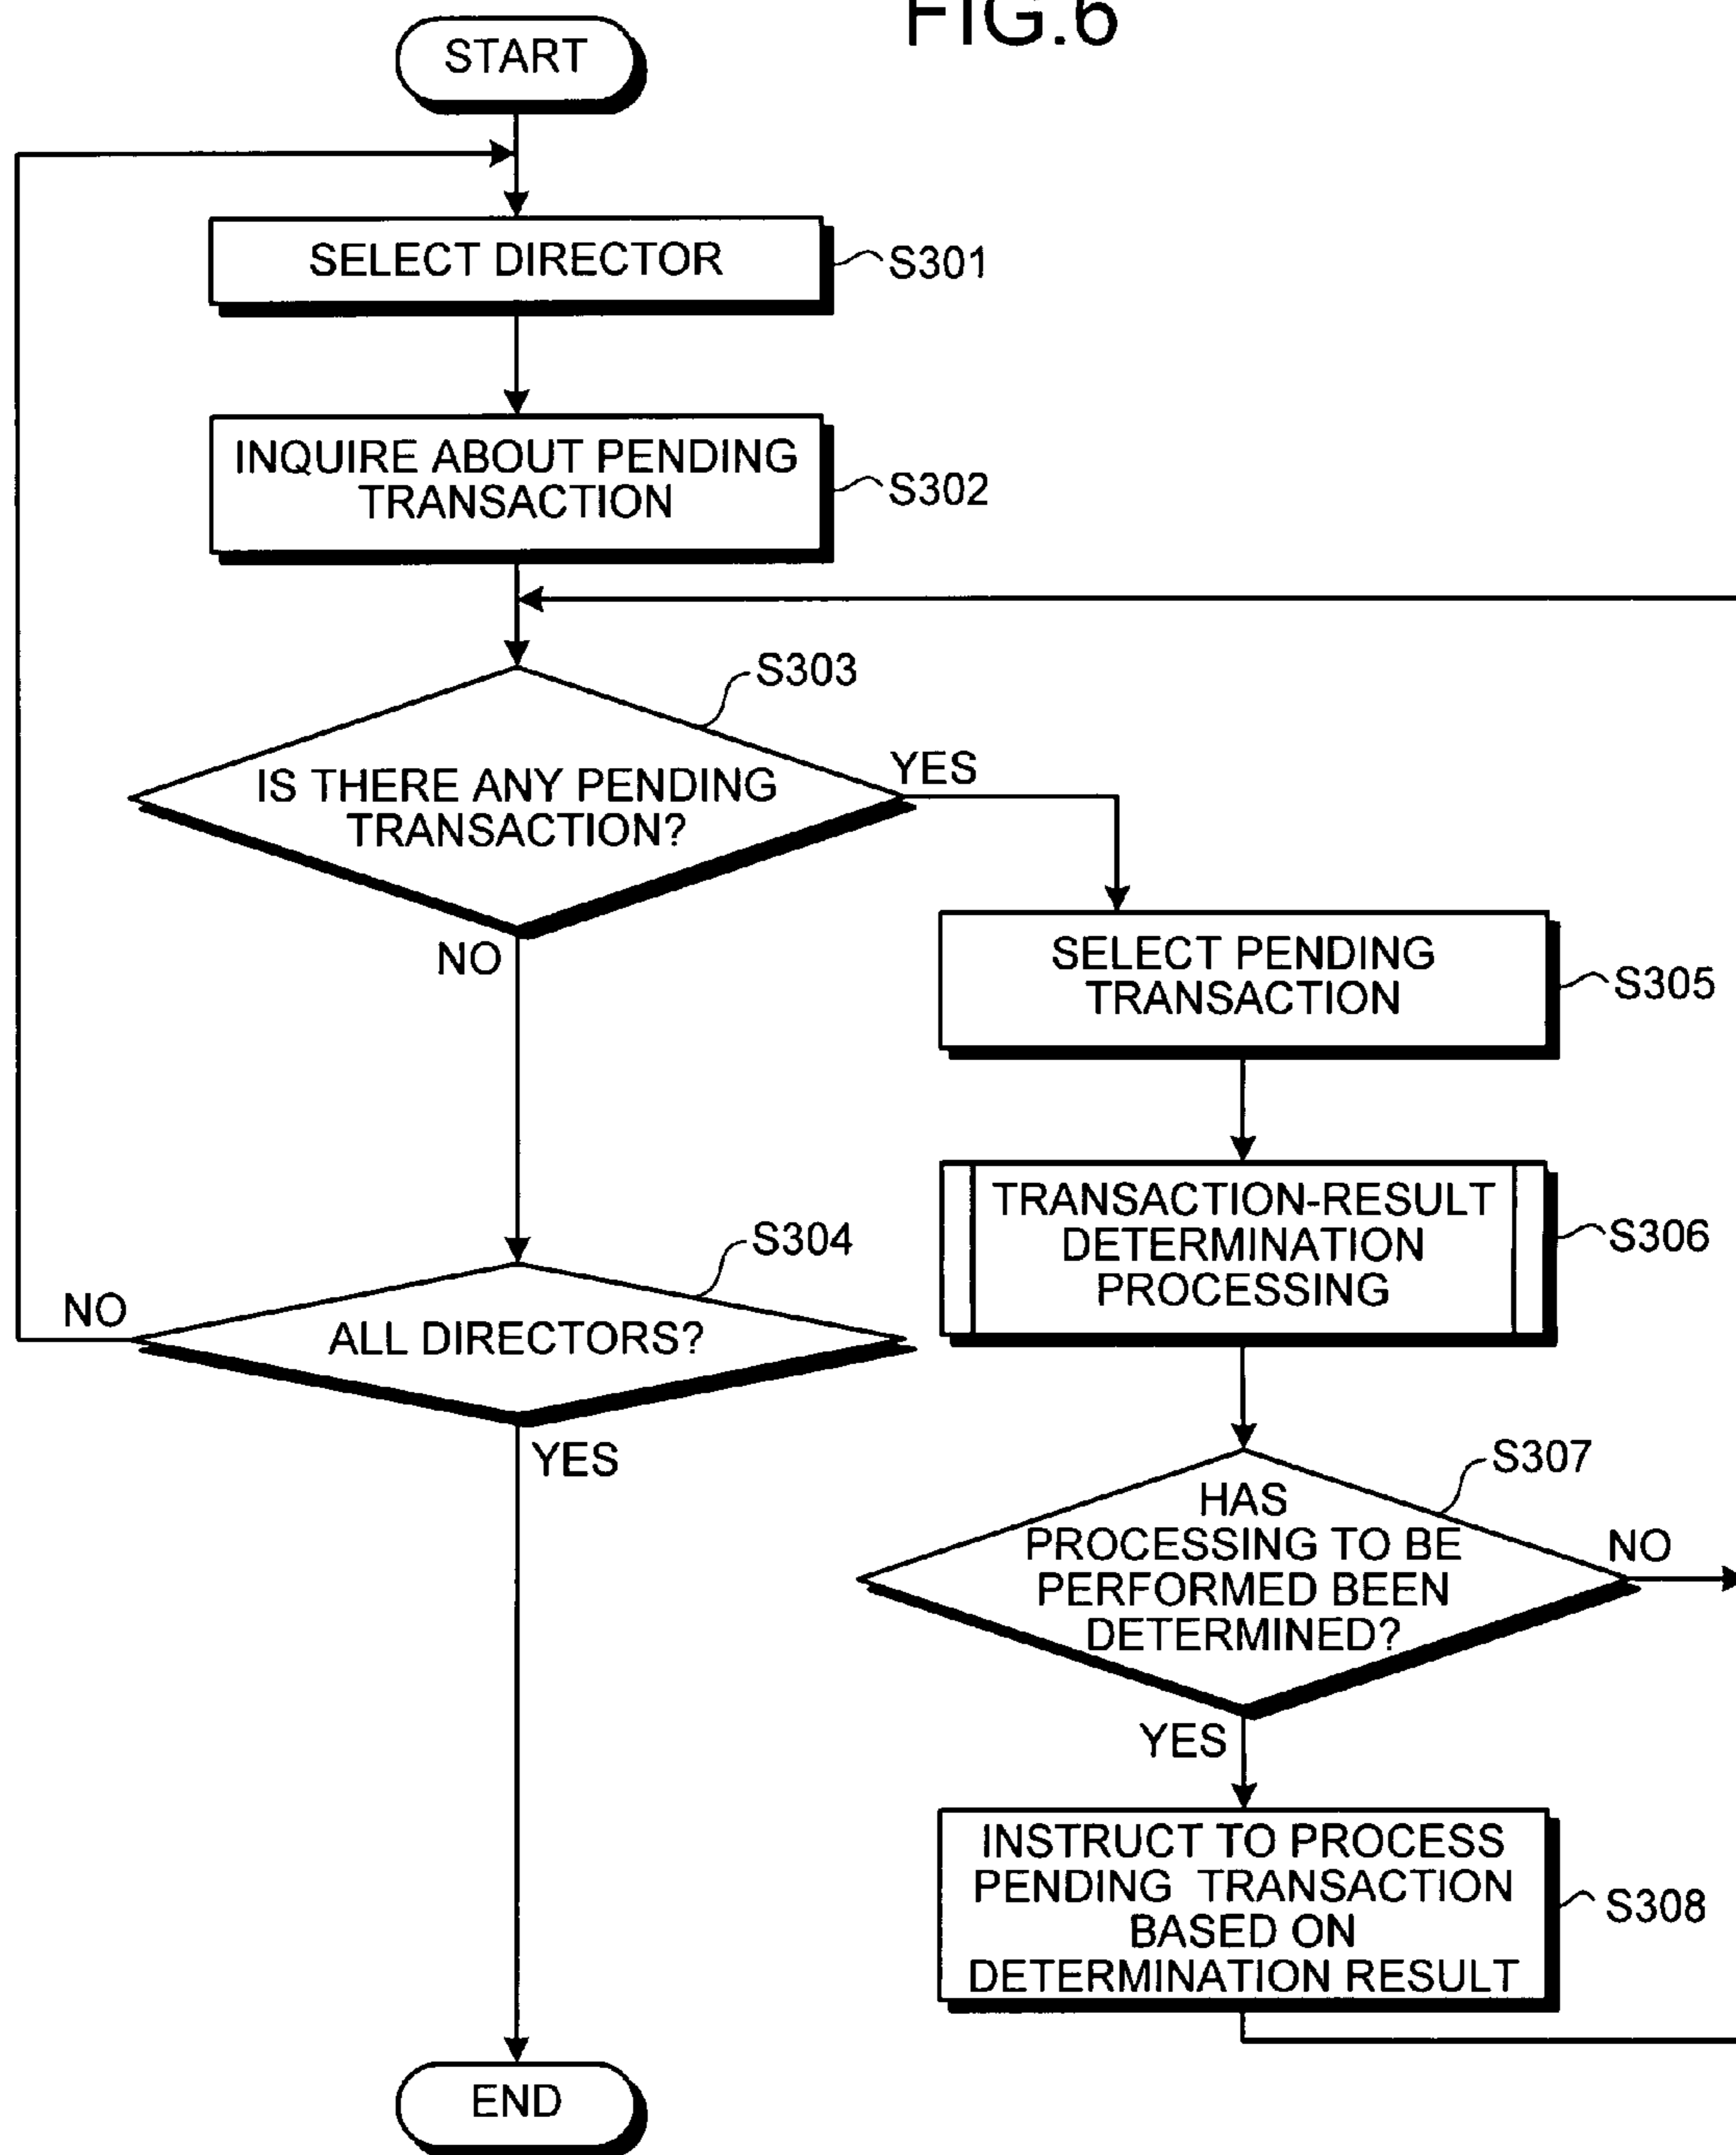 FIG.6
START
SELECT DIRECTOR
S301
INQUIRE ABOUT PENDING
TRANSACTION
S302
S303
IS THERE ANY PENDING
TRANSACTION?
YES
NO
SELECT PENDING
TRANSACTION
S305
TRANSACTION-RESULT
DETERMINATION
PROCESSING
S306
S304
NO
ALL DIRECTORS?
YES
S307
HAS
PROCESSING TO BE
PERFORMED BEEN
DETERMINED?
NO
YES
INSTRUCT TO PROCESS
PENDING TRANSACTION
BASED ON
DETERMINATION RESULT
S308
END